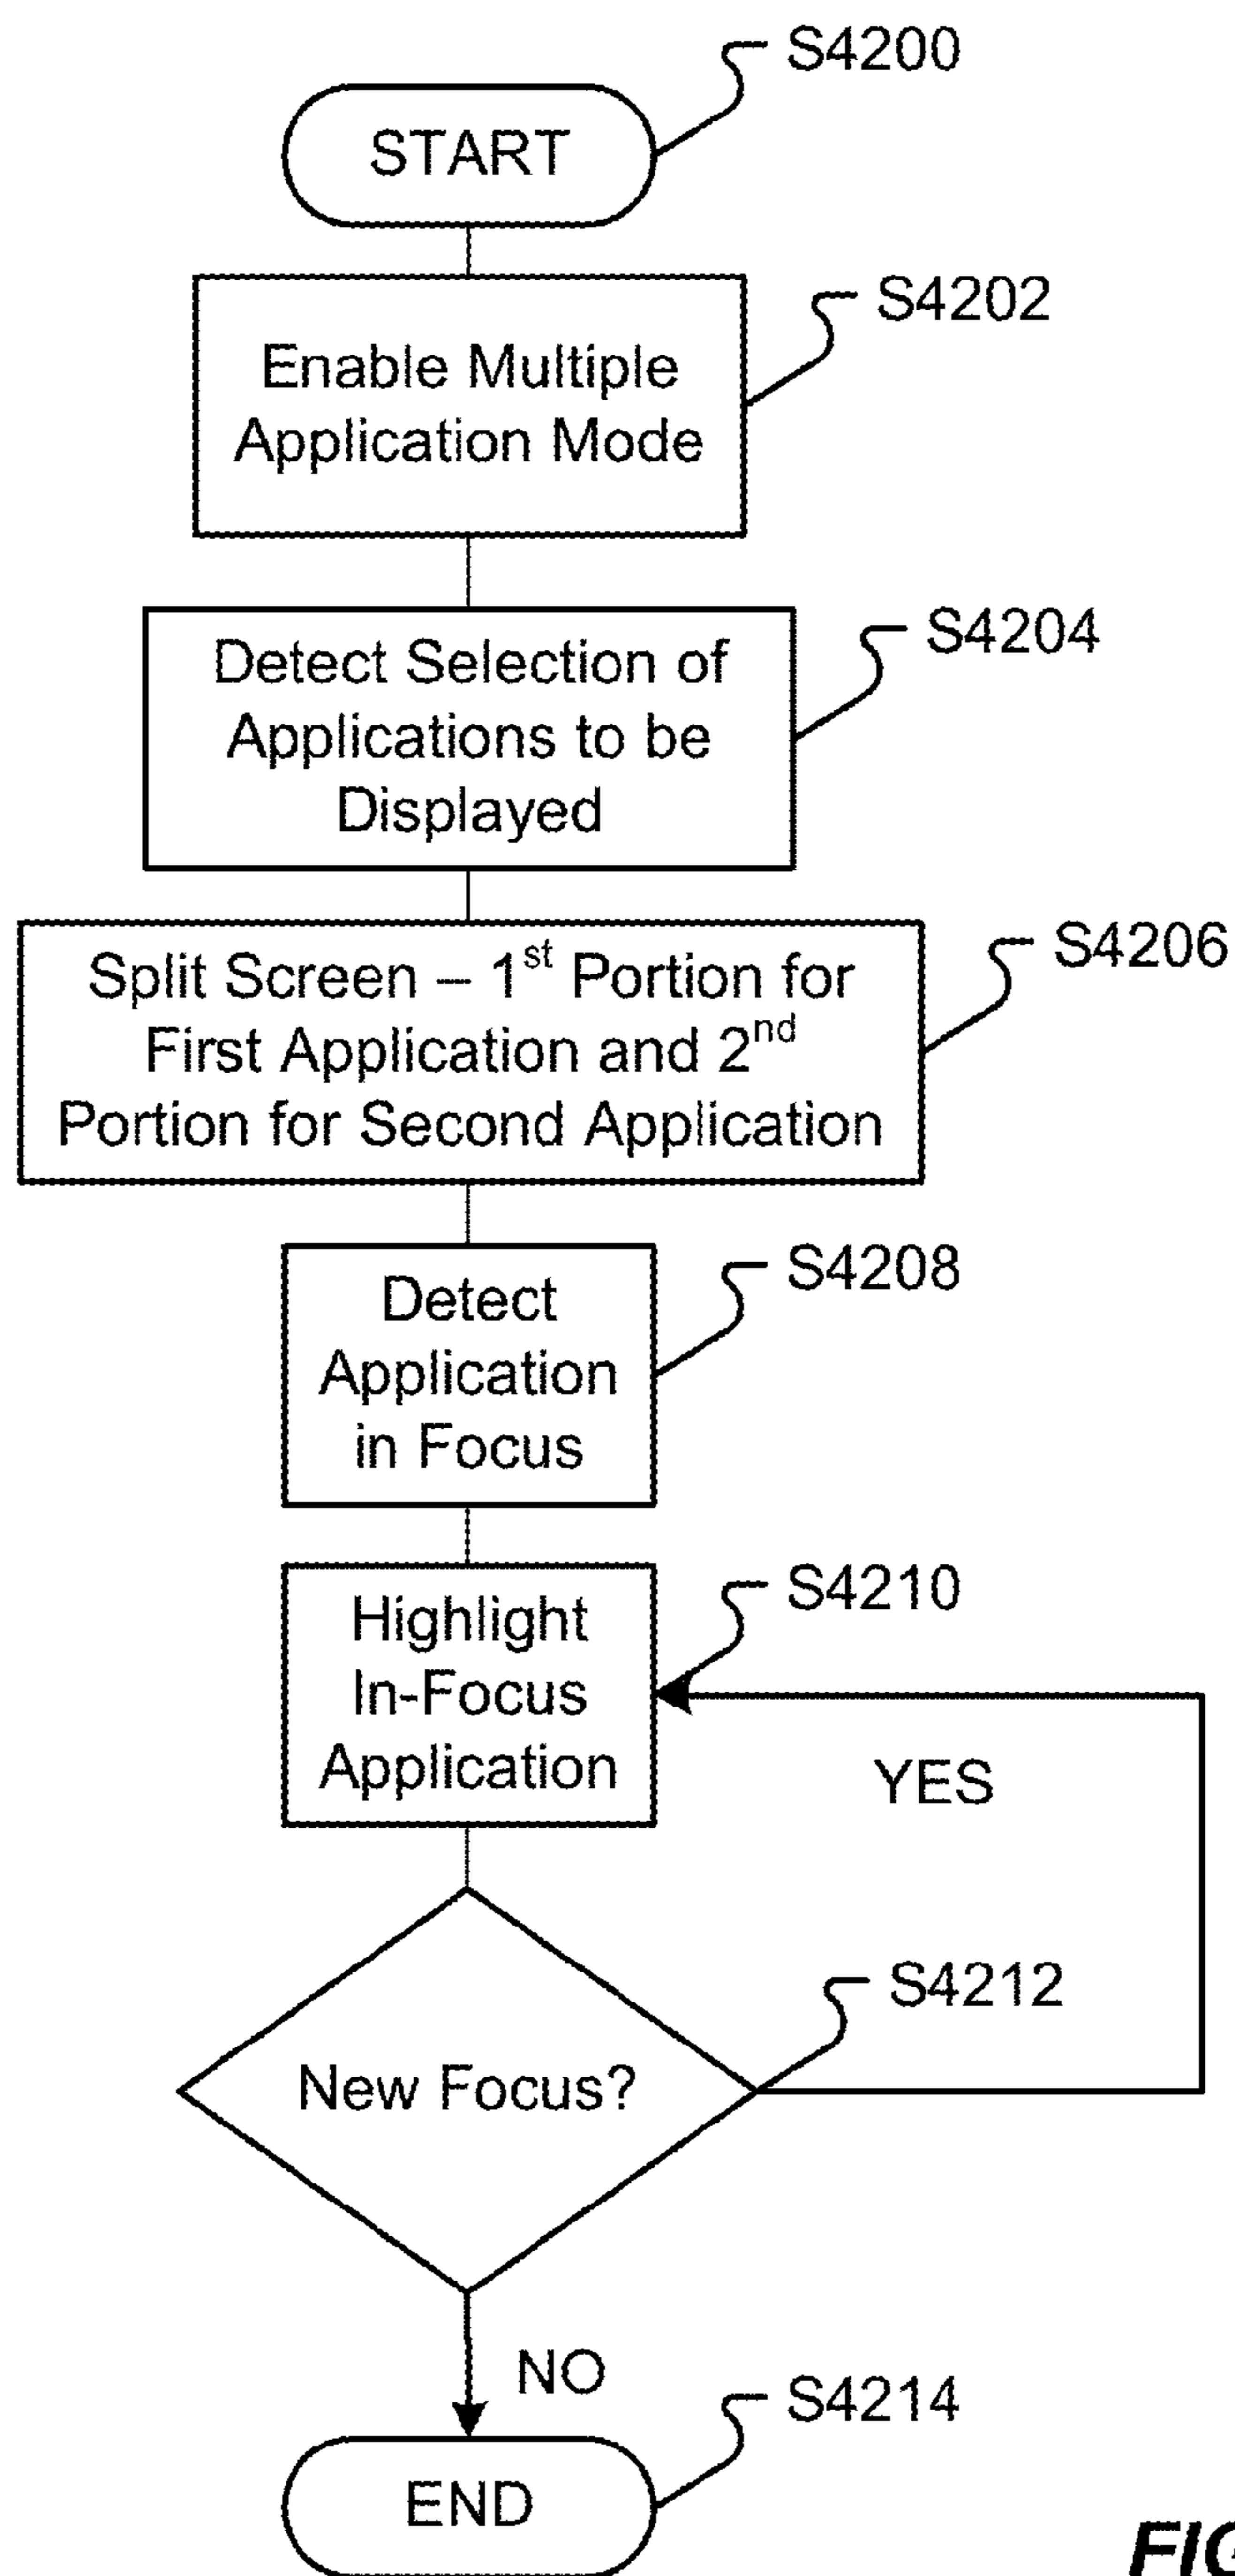 S4200
START
S4202
Enable Multiple
Application Mode
S4204
Detect Selection of
Applications to be
Displayed
S4206
Split Screen – 1st Portion for
First Application and 2nd
Portion for Second Application
S4208
Detect
Application
in Focus
S4210
Highlight
In-Focus
Application
YES
S4212
New Focus?
NO
S4214
END